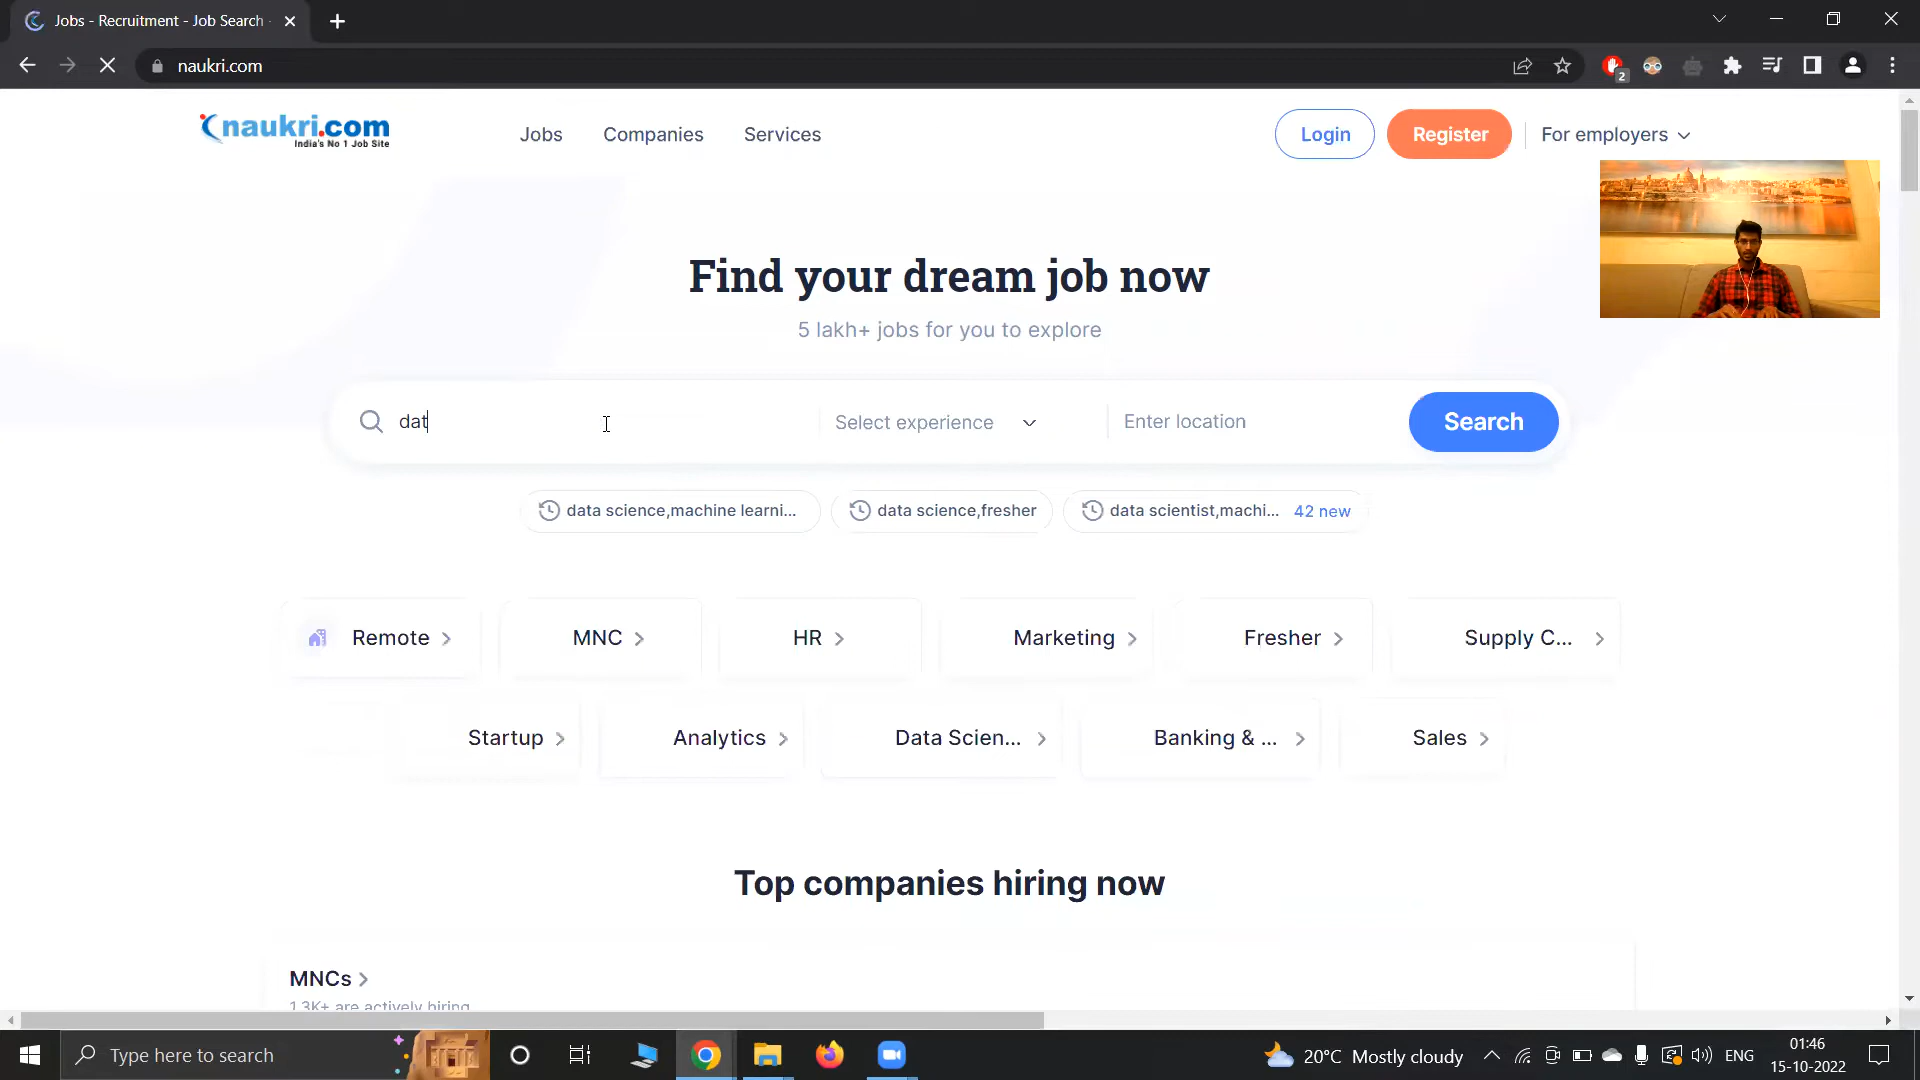 Jobs - Recruitment - Job Search -
naukri.com
2
naukri.com
India's No 1 Job Site
Jobs
Companies
Services
Login
Register
For employers
Find your dream job now
5 lakh+ jobs for you to explore
dat
Select experience
Enter location
Search
data science,machine learni...
data science,fresher
data scientist,machi... 42 new
Remote
MNC
HR
Marketing
Fresher
Supply C...
Startup
Analytics
Data Scien...
Banking & ...
Sales
Top companies hiring now
MNCs
1.3K+ are actively hiring
Type here to search
20°C Mostly cloudy
ENG
01:46
15-10-2022